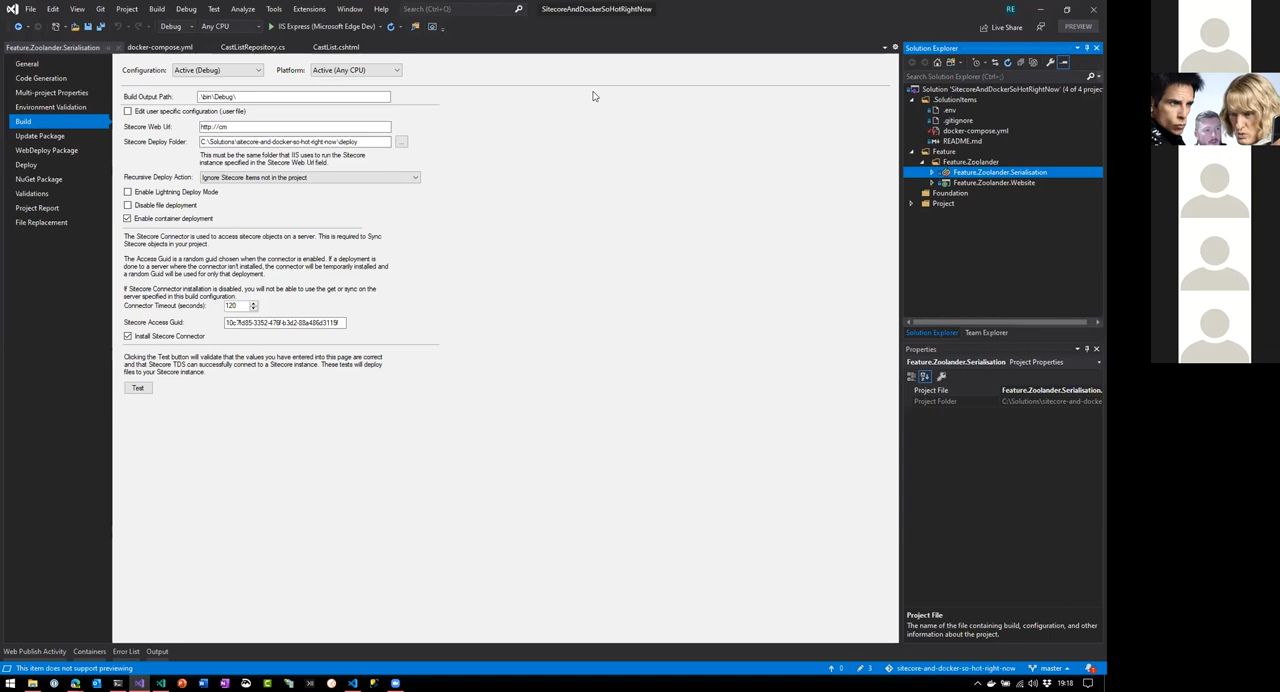 File Edit View Git Project Build Debug Test Analyze Tools Extensions Window Help Search (Ctrl+Q) SitecoreAndDockerSoHotRightNow RE
Debug Any CPU IIS Express (Microsoft Edge Dev) Live Share PREVIEW
Feature.Zoolander.Serialisation docker-compose.yml CastListRepository.cs CastList.cshtml
General
Code Generation
Multi-project Properties
Environment Validation
Build
Update Package
WebDeploy Package
Deploy
NuGet Package
Validations
Project Report
File Replacement
Configuration: Active (Debug) Platform: Active (Any CPU)
Build Output Path: .\bin\Debug\
Edit user specific configuration (.user file)
Sitecore Web Url: http://cm
Sitecore Deploy Folder: C:\Solutions\sitecore-and-docker-so-hot-right-now\deploy ...
This must be the same folder that IIS uses to run the Sitecore
instance specified in the Sitecore Web Url field.
Recursive Deploy Action: Ignore Sitecore Items not in the project
Enable Lightning Deploy Mode
Disable file deployment
Enable container deployment
The Sitecore Connector is used to access sitecore objects on a server. This is required to Sync
Sitecore objects in your project.
The Access Guid is a random guid chosen when the connector is enabled. If a deployment is
done to a server where the connector isn't installed, the connector will be temporarily installed and
a random Guid will be used for only that deployment.
If Sitecore Connector installation is disabled, you will not be able to use the get or sync on the
server specified in this build configuration.
Connector Timeout (seconds): 120
Sitecore Access Guid:
Install Sitecore Connector
Clicking the Test button will validate that the values you have entered into this page are correct
and that Sitecore TDS can successfully connect to a Sitecore instance. These tests will deploy
files to your Sitecore instance.
Test
Solution Explorer
Search Solution Explorer (Ctrl+;)
Solution 'SitecoreAndDockerSoHotRightNow' (4 of 4 projec
.SolutionItems
.env
.gitignore
docker-compose.yml
README.md
Feature
Feature.Zoolander
Feature.Zoolander.Serialisation
Feature.Zoolander.Website
Foundation
Project
Solution Explorer Team Explorer
Properties
Feature.Zoolander.Serialisation Project Properties
Project File Feature.Zoolander.Serialisation.
Project Folder C:\Solutions\sitecore-and-docke
Project File
The name of the file containing build, configuration, and other
information about the project.
Web Publish Activity Containers Error List Output
This item does not support previewing 0 3 sitecore-and-docker-so-hot-right-now master
19:18